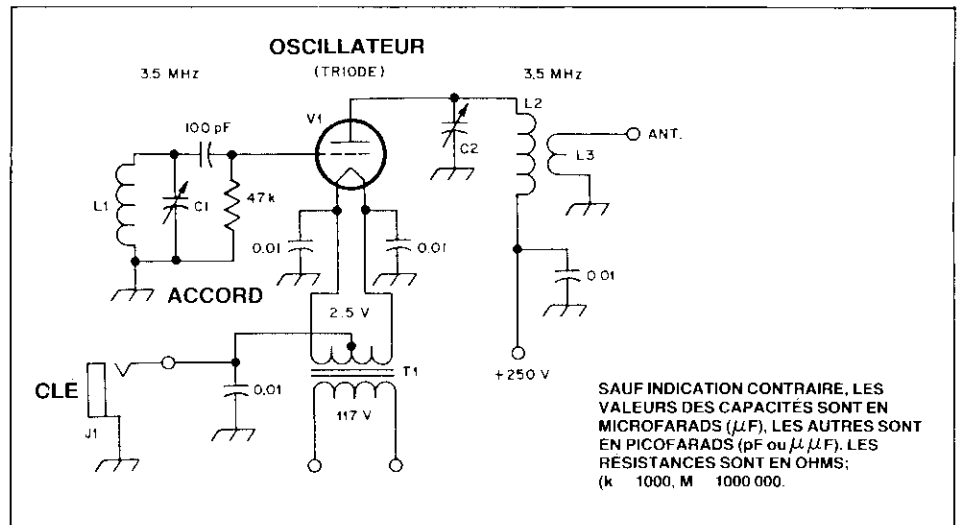 OSCILLATEUR
(TRIODE)
3.5 MHz
3.5 MHz
V1
L2
100 pF
C2
ANT.
L3
L1
C1
47k
0.01
0.01
0.01
ACCORD
2.5 V
+250 V
CLÉ
0.01
T1
J1
117 V
SAUF INDICATION CONTRAIRE, LES
VALEURS DES CAPACITÉS SONT EN
MICROFARADS (μF), LES AUTRES SONT
EN PICOFARADS (pF ou μμF). LES
RÉSISTANCES SONT EN OHMS;
(k 1000, M 1000 000.